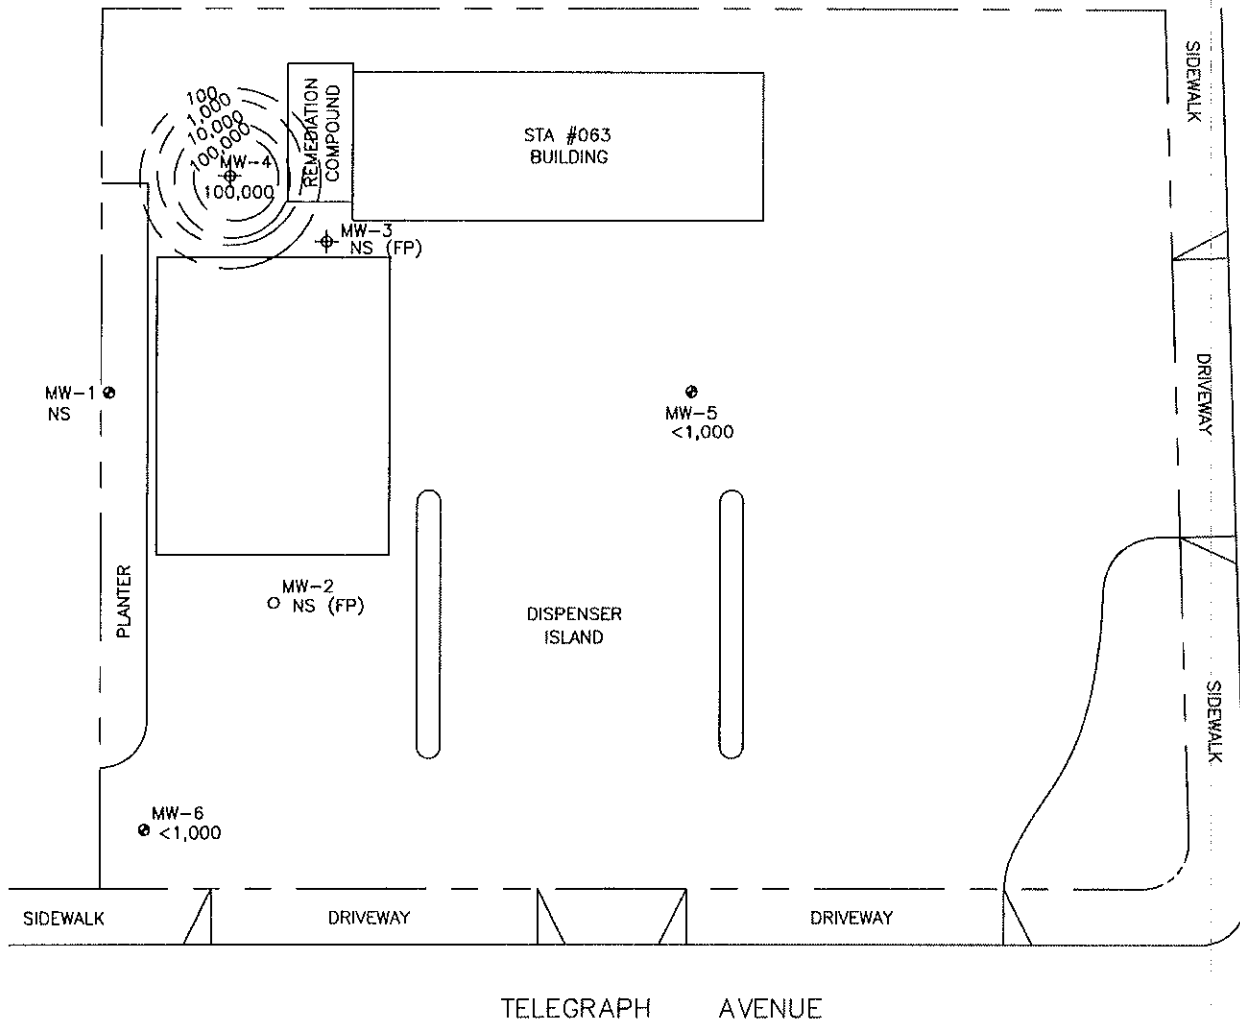 SIDEWALK
100
1,000
10,000
100,000
MW-4
100,000
REMEDIATION
COMPOUND
STA #063
BUILDING
MW-3
NS (FP)
MW-1
NS
MW-5
<1,000
DRIVEWAY
PLANTER
MW-2
NS (FP)
DISPENSER
ISLAND
SIDEWALK
MW-6
<1,000
SIDEWALK
DRIVEWAY
DRIVEWAY
TELEGRAPH AVENUE